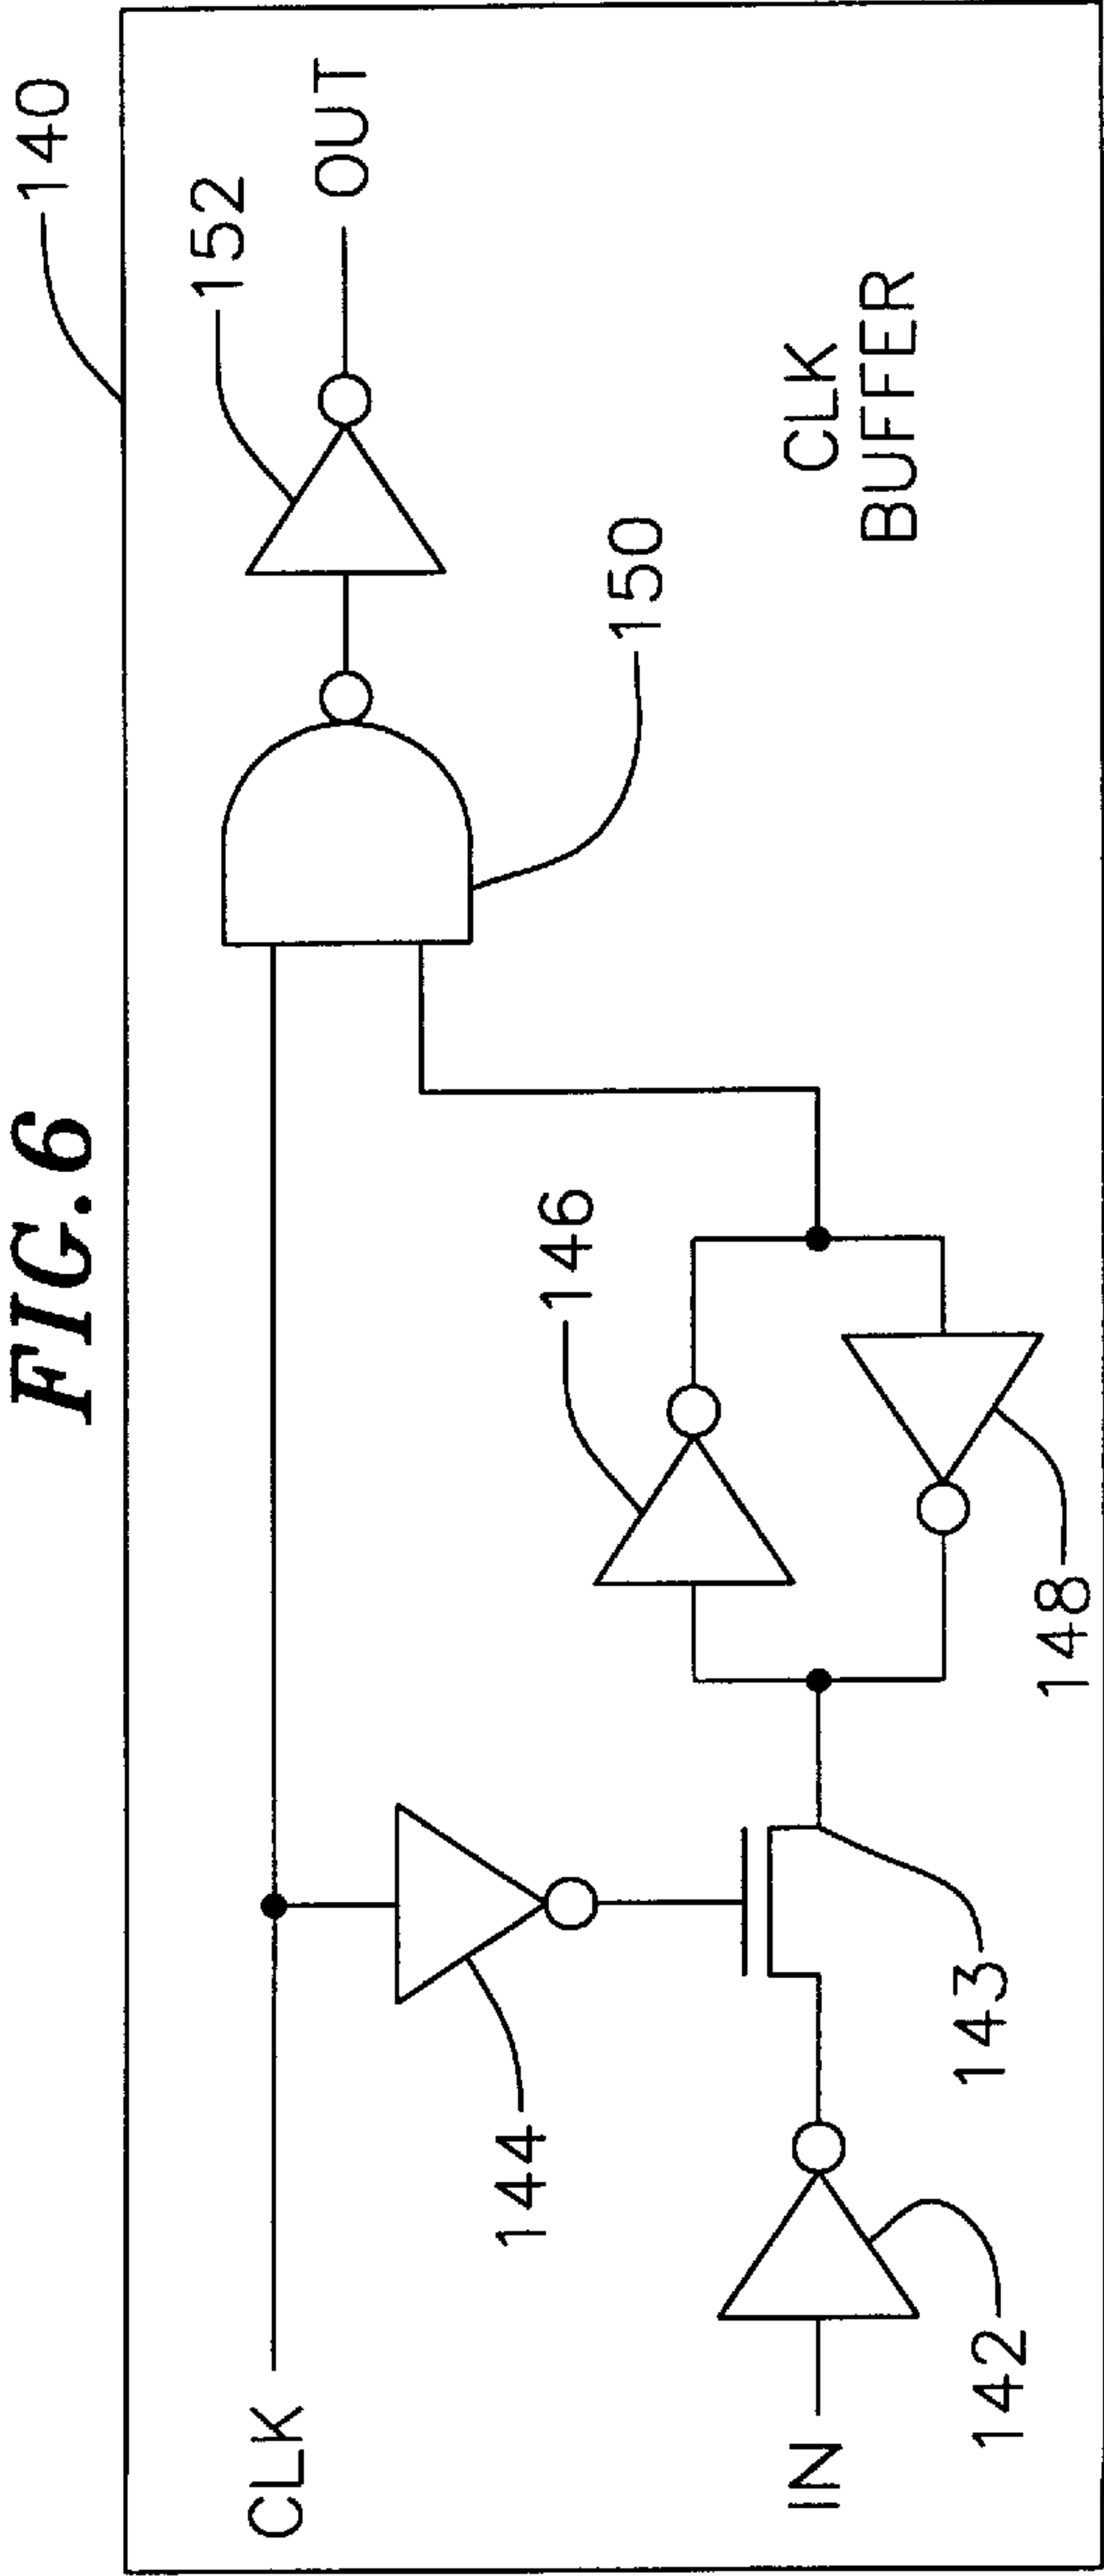 FIG. 6
140
CLK
144
IN
142
143
146
148
150
152
OUT
CLK
BUFFER